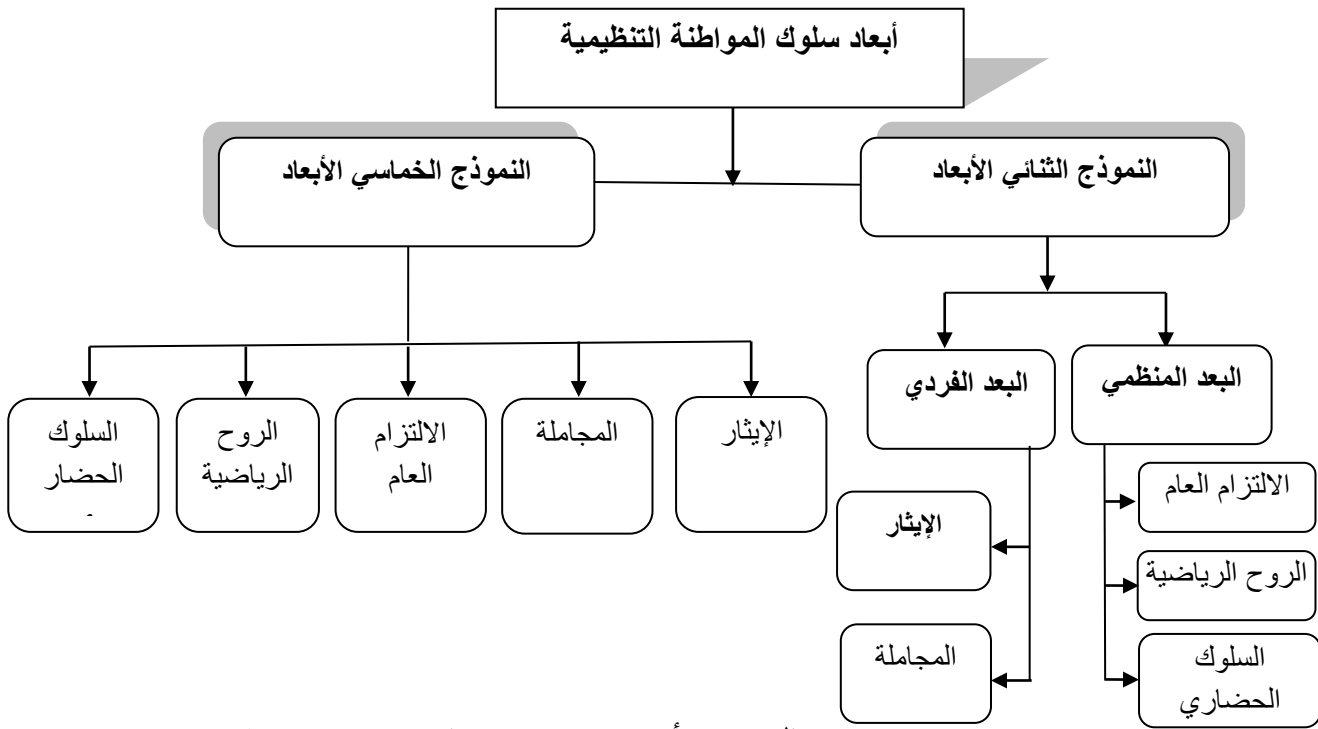 أبعاد سلوك المواطنة التنظيمية
النموذج الثنائي الأبعاد
النموذج الخماسي الأبعاد
البعد المنظمي
البعد الفردي
الالتزام العام
الروح الرياضية
السلوك
الحضاري
الإيثار
المجاملة
الإيثار
المجاملة
الالتزام
العام
الروح
الرياضية
السلوك
الحضار